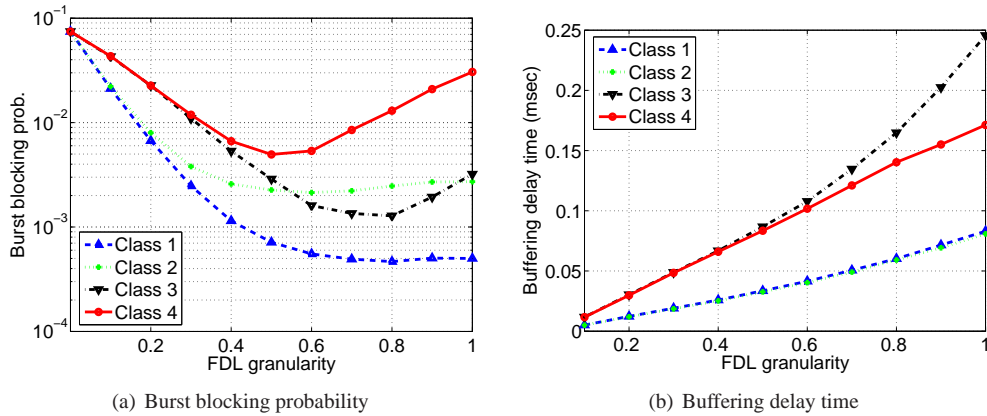 10⁻¹
10⁻²
10⁻³
10⁻⁴
Burst blocking prob.
Class 1
Class 2
Class 3
Class 4
0.2 0.4 0.6 0.8 1
FDL granularity
(a) Burst blocking probability
0.25
0.2
0.15
0.1
0.05
0
Buffering delay time (msec)
Class 1
Class 2
Class 3
Class 4
0.2 0.4 0.6 0.8 1
FDL granularity
(b) Buffering delay time